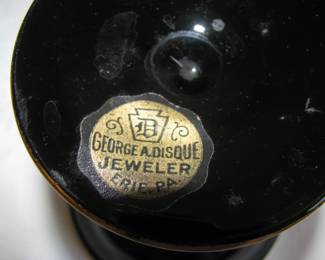 B
GEORGE A. DISQUE
JEWELER
ERIE, PA.